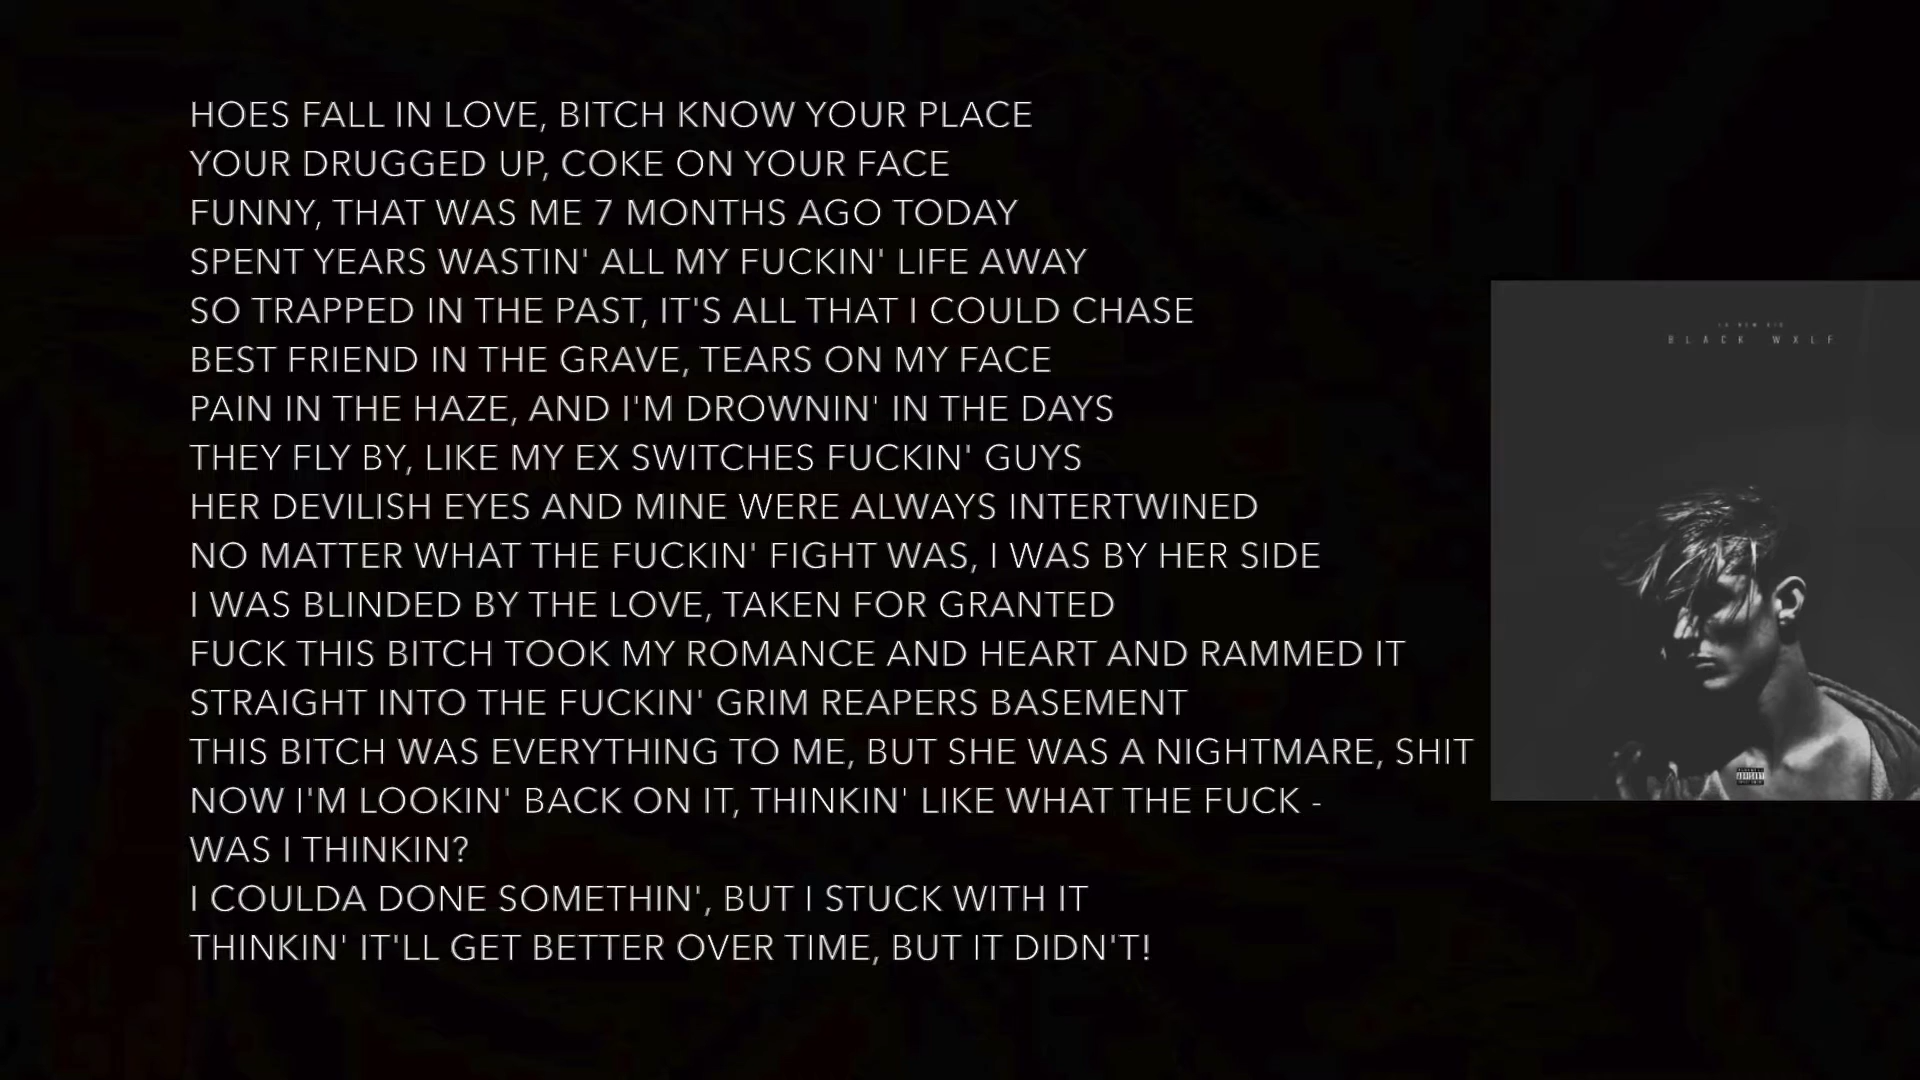 HOES FALL IN LOVE, BITCH KNOW YOUR PLACE
YOUR DRUGGED UP, COKE ON YOUR FACE
FUNNY, THAT WAS ME 7 MONTHS AGO TODAY
SPENT YEARS WASTIN' ALL MY FUCKIN' LIFE AWAY
SO TRAPPED IN THE PAST, IT'S ALL THAT I COULD CHASE
BEST FRIEND IN THE GRAVE, TEARS ON MY FACE
PAIN IN THE HAZE, AND I'M DROWNIN' IN THE DAYS
THEY FLY BY, LIKE MY EX SWITCHES FUCKIN' GUYS
HER DEVILISH EYES AND MINE WERE ALWAYS INTERTWINED
NO MATTER WHAT THE FUCKIN' FIGHT WAS, I WAS BY HER SIDE
I WAS BLINDED BY THE LOVE, TAKEN FOR GRANTED
FUCK THIS BITCH TOOK MY ROMANCE AND HEART AND RAMMED IT
STRAIGHT INTO THE FUCKIN' GRIM REAPERS BASEMENT
THIS BITCH WAS EVERYTHING TO ME, BUT SHE WAS A NIGHTMARE, SHIT
NOW I'M LOOKIN' BACK ON IT, THINKIN' LIKE WHAT THE FUCK -
WAS I THINKIN?
I COULDA DONE SOMETHIN', BUT I STUCK WITH IT
THINKIN' IT'LL GET BETTER OVER TIME, BUT IT DIDN'T!
BLACK WXLF